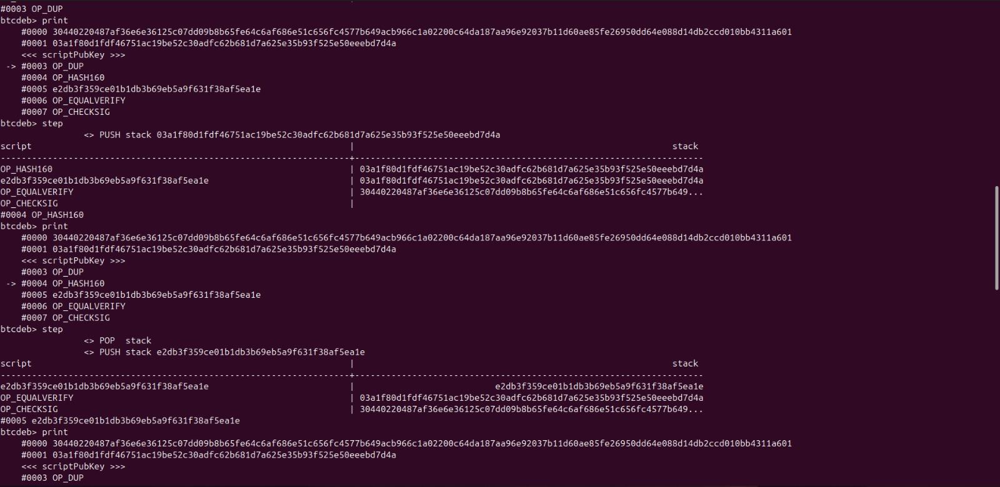 #0003 OP_DUP
btcdeb> print
#0000 30440220487af36e6e36125c07dd09b8b65fe64c6af686e51c656fc4577b649acb966c1a02200c64da187aa96e92037b11d60ae85fe26950dd64e088d14db2ccd010bb4311a601
#0001 03a1f80d1fdf46751ac19be52c30adfc62b681d7a625e35b93f525e50eeebd7d4a
<<< scriptPubKey >>>
-> #0003 OP_DUP
#0004 OP_HASH160
#0005 e2db3f359ce01b1db3b69eb5a9f631f38af5ea1e
#0006 OP_EQUALVERIFY
#0007 OP_CHECKSIG
btcdeb> step
<> PUSH stack 03a1f80d1fdf46751ac19be52c30adfc62b681d7a625e35b93f525e50eeebd7d4a
script | stack
-------------------------------------------------------------------+-------------------------------------------------------------------
OP_HASH160 | 03a1f80d1fdf46751ac19be52c30adfc62b681d7a625e35b93f525e50eeebd7d4a
e2db3f359ce01b1db3b69eb5a9f631f38af5ea1e | 03a1f80d1fdf46751ac19be52c30adfc62b681d7a625e35b93f525e50eeebd7d4a
OP_EQUALVERIFY | 30440220487af36e6e36125c07dd09b8b65fe64c6af686e51c656fc4577b649...
OP_CHECKSIG |
#0004 OP_HASH160
btcdeb> print
#0000 30440220487af36e6e36125c07dd09b8b65fe64c6af686e51c656fc4577b649acb966c1a02200c64da187aa96e92037b11d60ae85fe26950dd64e088d14db2ccd010bb4311a601
#0001 03a1f80d1fdf46751ac19be52c30adfc62b681d7a625e35b93f525e50eeebd7d4a
<<< scriptPubKey >>>
#0003 OP_DUP
-> #0004 OP_HASH160
#0005 e2db3f359ce01b1db3b69eb5a9f631f38af5ea1e
#0006 OP_EQUALVERIFY
#0007 OP_CHECKSIG
btcdeb> step
<> POP  stack
<> PUSH stack e2db3f359ce01b1db3b69eb5a9f631f38af5ea1e
script | stack
-------------------------------------------------------------------+-------------------------------------------------------------------
e2db3f359ce01b1db3b69eb5a9f631f38af5ea1e | e2db3f359ce01b1db3b69eb5a9f631f38af5ea1e
OP_EQUALVERIFY | 03a1f80d1fdf46751ac19be52c30adfc62b681d7a625e35b93f525e50eeebd7d4a
OP_CHECKSIG | 30440220487af36e6e36125c07dd09b8b65fe64c6af686e51c656fc4577b649...
#0005 e2db3f359ce01b1db3b69eb5a9f631f38af5ea1e
btcdeb> print
#0000 30440220487af36e6e36125c07dd09b8b65fe64c6af686e51c656fc4577b649acb966c1a02200c64da187aa96e92037b11d60ae85fe26950dd64e088d14db2ccd010bb4311a601
#0001 03a1f80d1fdf46751ac19be52c30adfc62b681d7a625e35b93f525e50eeebd7d4a
<<< scriptPubKey >>>
#0003 OP_DUP